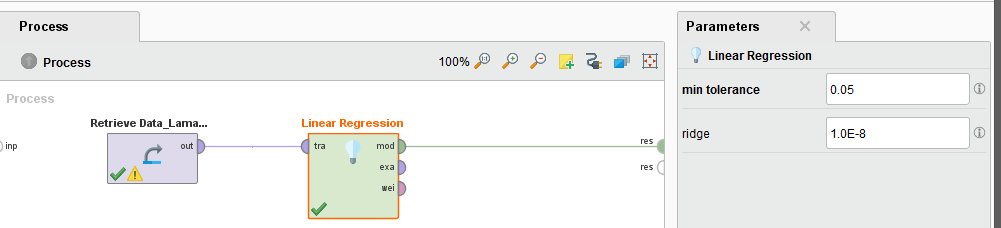 Process
Parameters
Process
100%
Linear Regression
min tolerance
0.05
ridge
1.0E-8
Process
Retrieve Data_Lama...
Linear Regression
inp
out
tra
mod
exa
wei
res
res